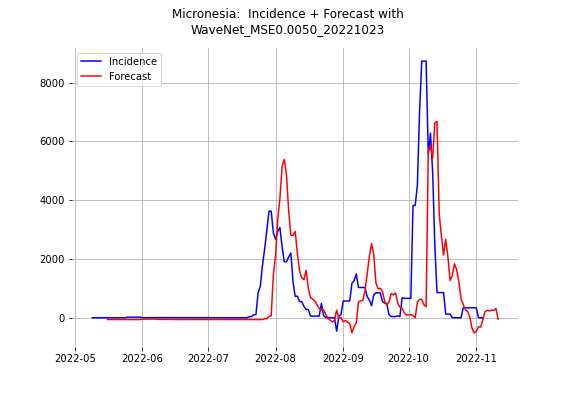 Micronesia:  Incidence + Forecast with
WaveNet_MSE0.0050_20221023
Incidence
Forecast
8000
6000
4000
2000
0
2022-05 2022-06 2022-07 2022-08 2022-09 2022-10 2022-11